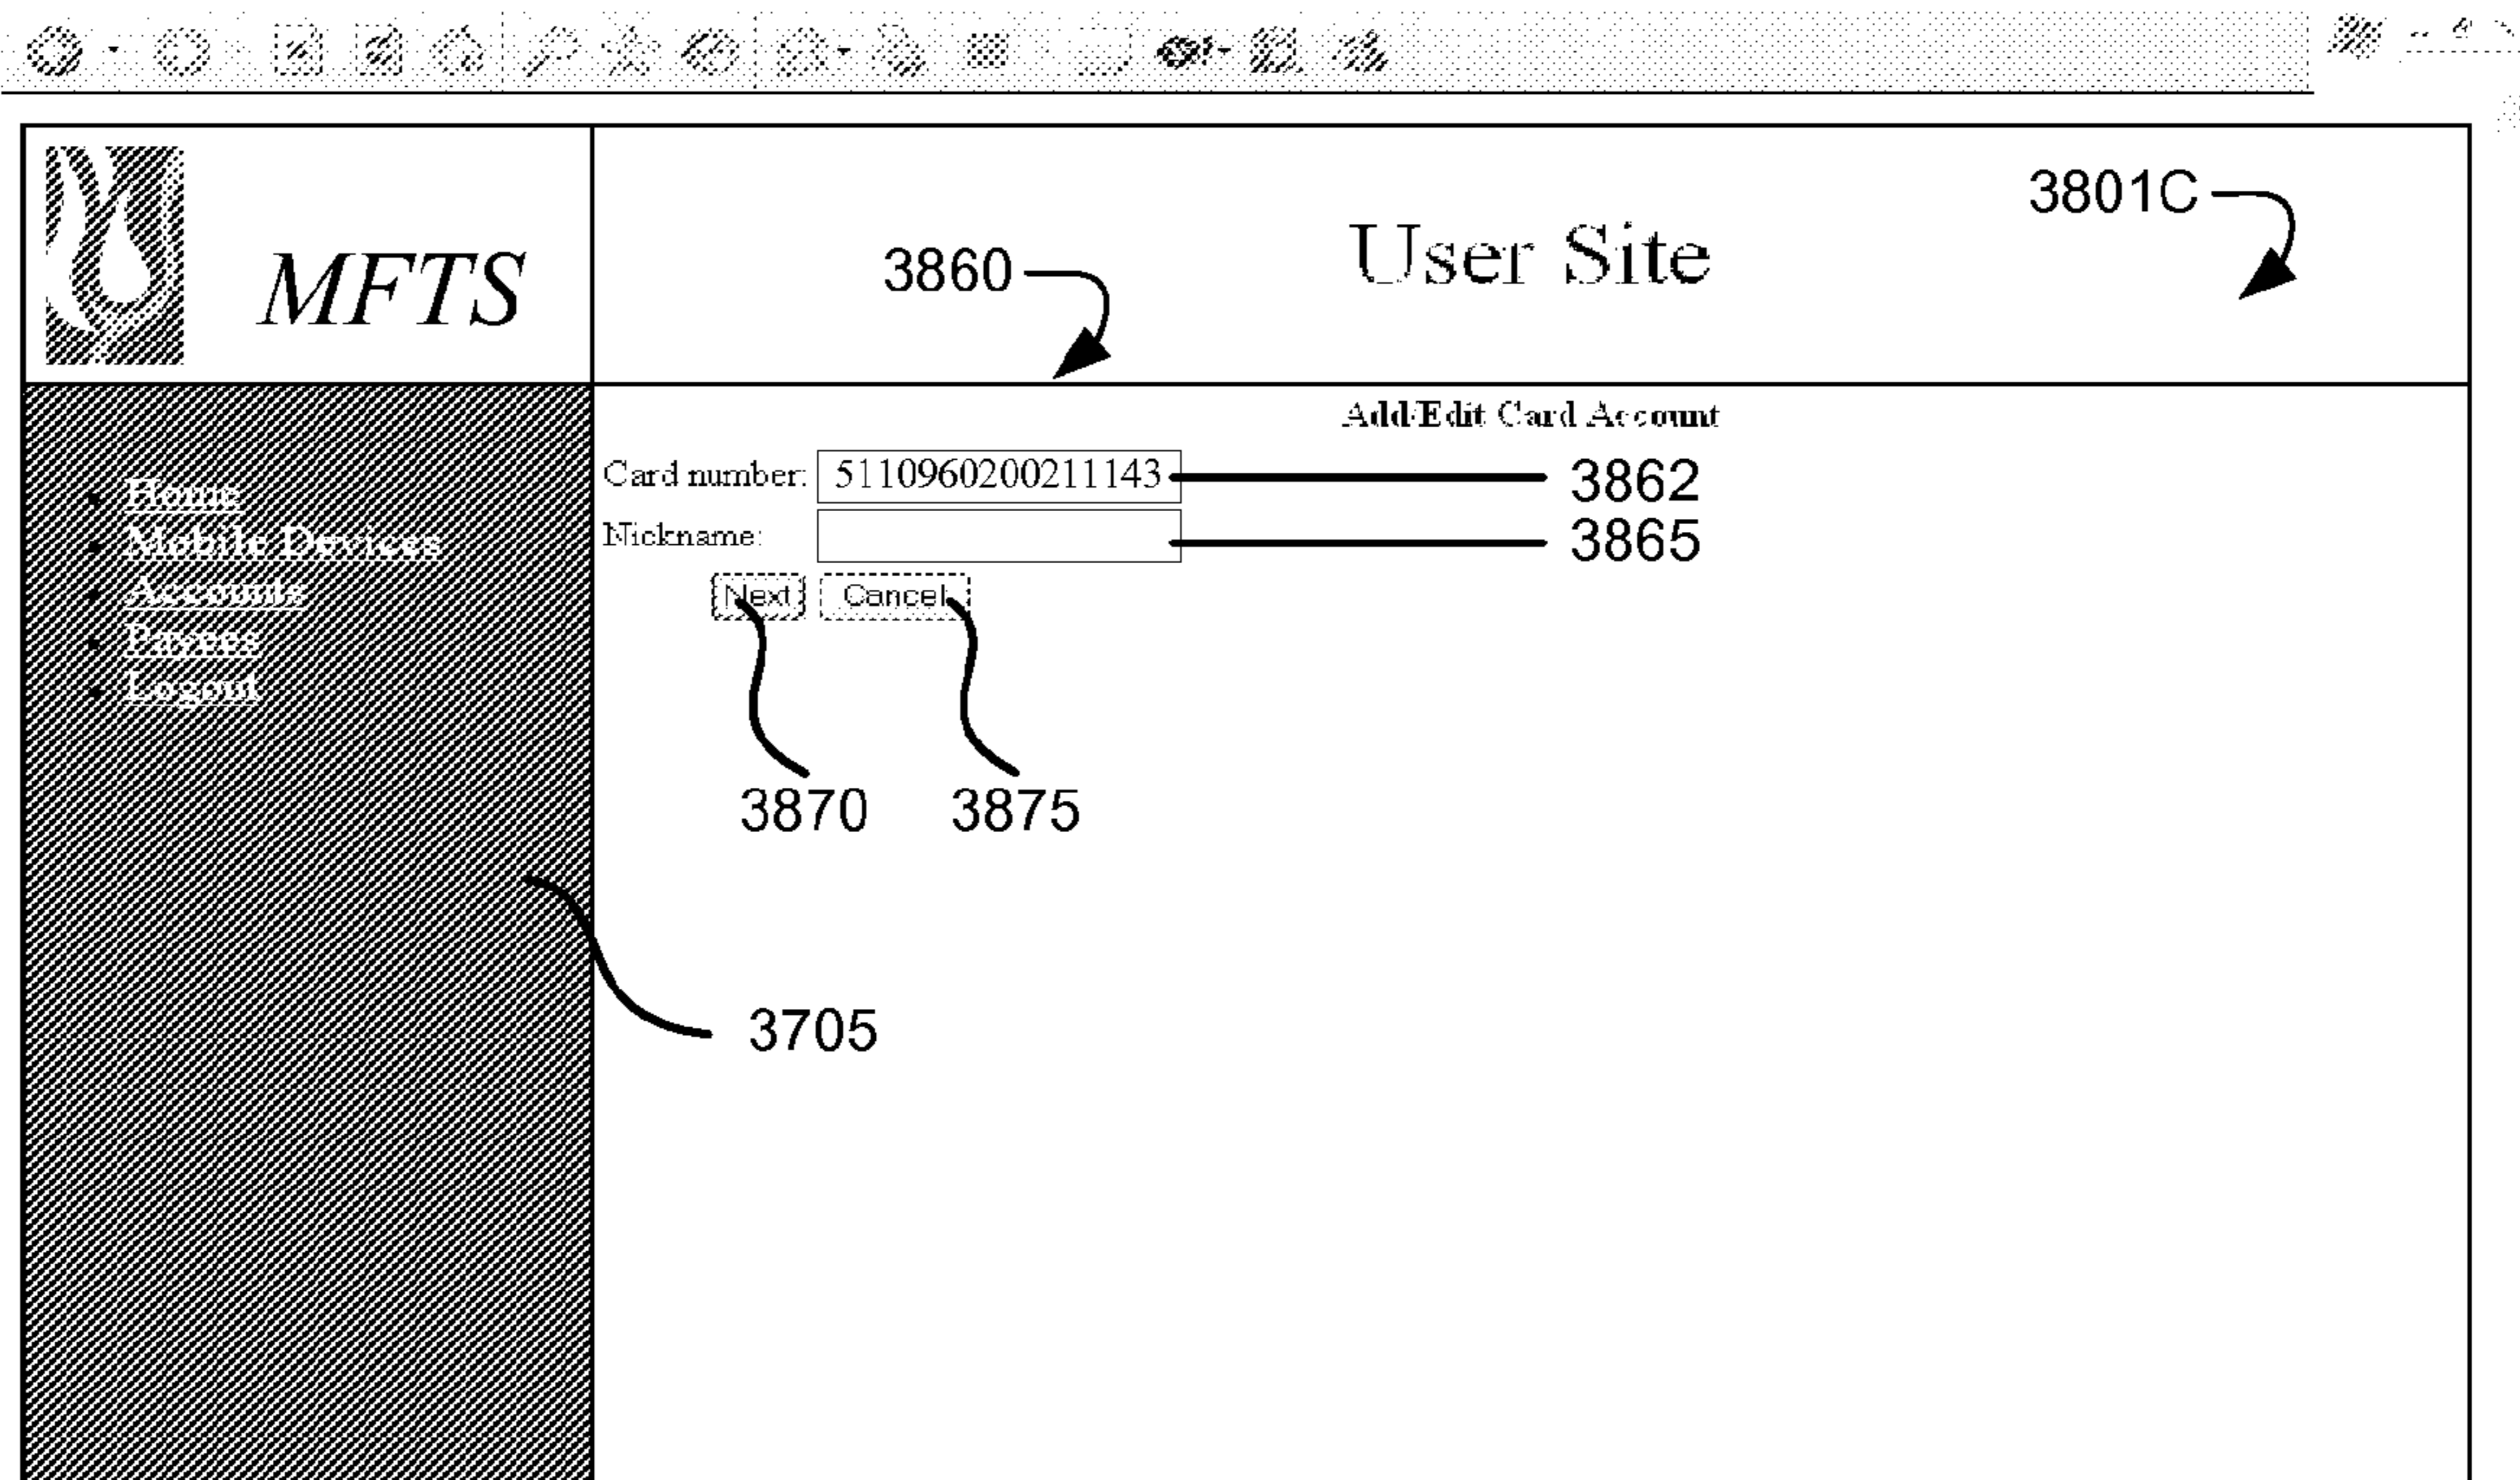 3801C
User Site
3860
MFTS
Add/Edit Card Account
Card number: 5110960200211143 3862
Nickname: 3865
Next Cancel
3870 3875
Home
Mobile Devices
Accounts
Payees
Logout
3705